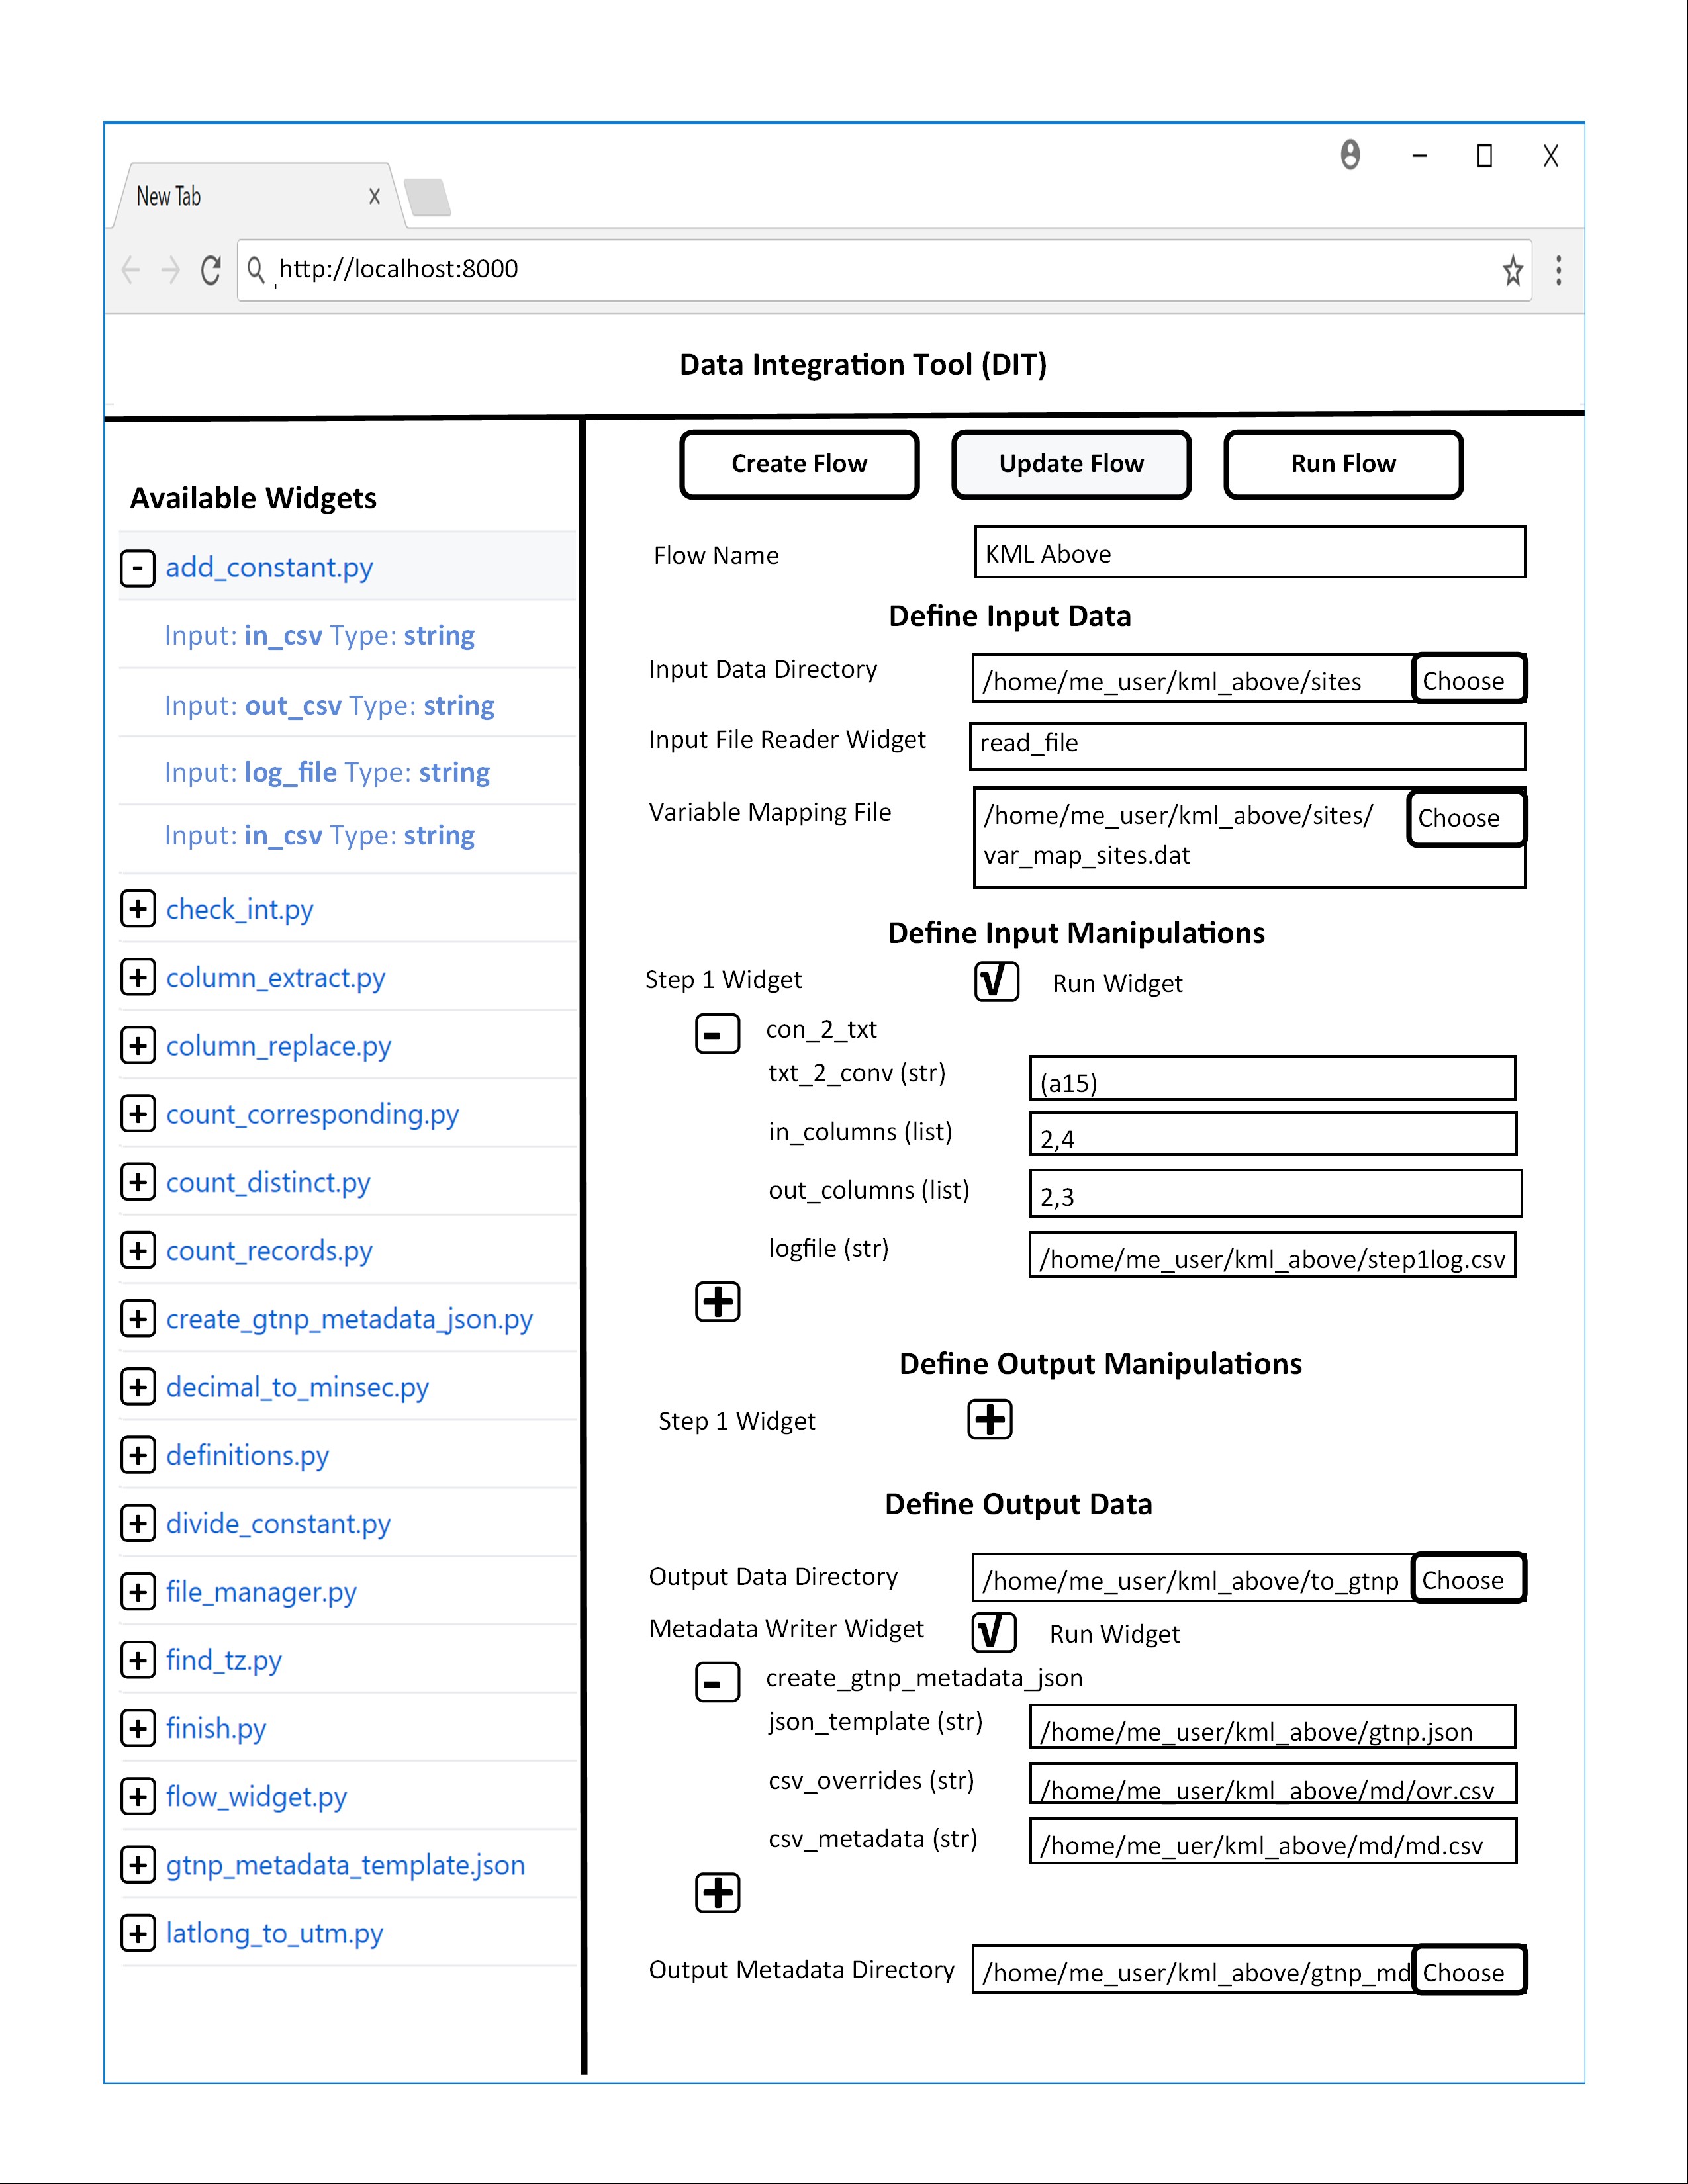 New Tab
http://localhost:8000
Data Integration Tool (DIT)
Available Widgets
- add_constant.py
Input: in_csv Type: string
Input: out_csv Type: string
Input: log_file Type: string
Input: in_csv Type: string
+ check_int.py
+ column_extract.py
+ column_replace.py
+ count_corresponding.py
+ count_distinct.py
+ count_records.py
+ create_gtnp_metadata_json.py
+ decimal_to_minsec.py
+ definitions.py
+ divide_constant.py
+ file_manager.py
+ find_tz.py
+ finish.py
+ flow_widget.py
+ gtnp_metadata_template.json
+ latlong_to_utm.py
Create Flow Update Flow Run Flow
Flow Name KML Above
Define Input Data
Input Data Directory /home/me_user/kml_above/sites Choose
Input File Reader Widget read_file
Variable Mapping File /home/me_user/kml_above/sites/ Choose
var_map_sites.dat
Define Input Manipulations
Step 1 Widget √ Run Widget
- con_2_txt
txt_2_conv (str) (a15)
in_columns (list) 2,4
out_columns (list) 2,3
logfile (str) /home/me_user/kml_above/step1log.csv
+
Define Output Manipulations
Step 1 Widget +
Define Output Data
Output Data Directory /home/me_user/kml_above/to_gtnp Choose
Metadata Writer Widget √ Run Widget
- create_gtnp_metadata_json
json_template (str) /home/me_user/kml_above/gtnp.json
csv_overrides (str) /home/me_user/kml_above/md/ovr.csv
csv_metadata (str) /home/me_uer/kml_above/md/md.csv
+
Output Metadata Directory /home/me_user/kml_above/gtnp_md Choose